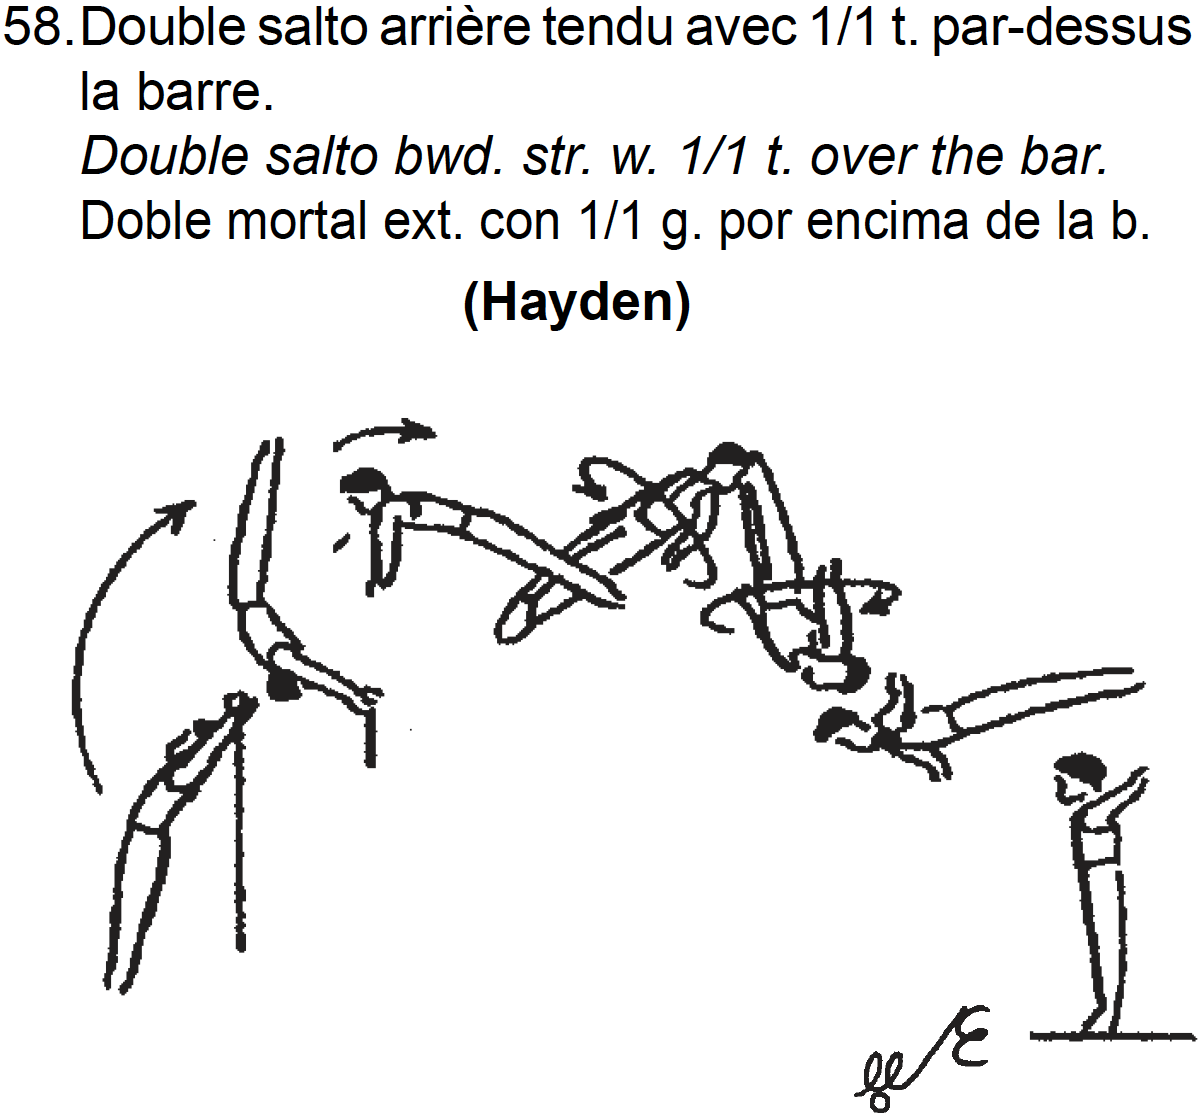 58. Double salto arrière tendu avec 1/1 t. par-dessus
la barre.
Double salto bwd. str. w. 1/1 t. over the bar.
Doble mortal ext. con 1/1 g. por encima de la b.
(Hayden)